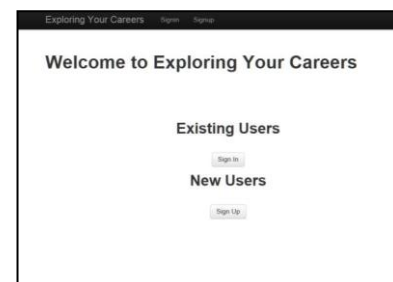 Exploring Your Careers Signin Signup
Welcome to Exploring Your Careers
Existing Users
Sign In
New Users
Sign Up